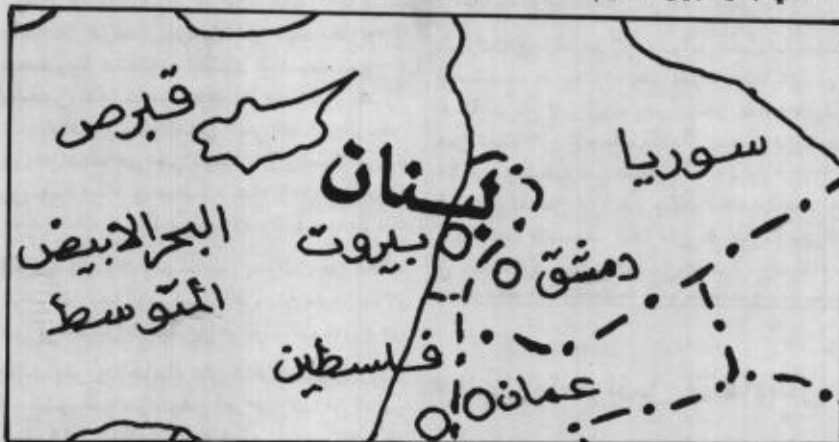 قبرص
سوريا
لبنان
البحر الابيض
المتوسط
بيروت
دمشق
فلسطين
عمان